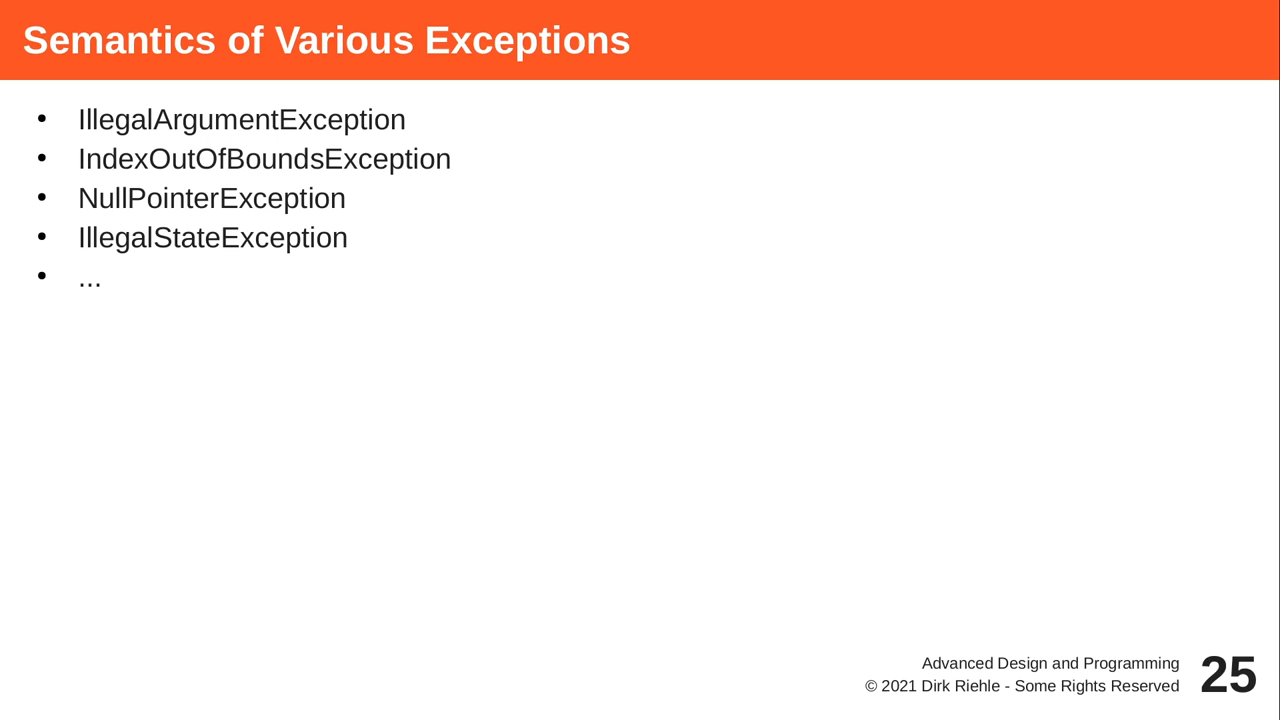 Semantics of Various Exceptions
• IllegalArgumentException
• IndexOutOfBoundsException
• NullPointerException
• IllegalStateException
• ...
Advanced Design and Programming
© 2021 Dirk Riehle - Some Rights Reserved
25